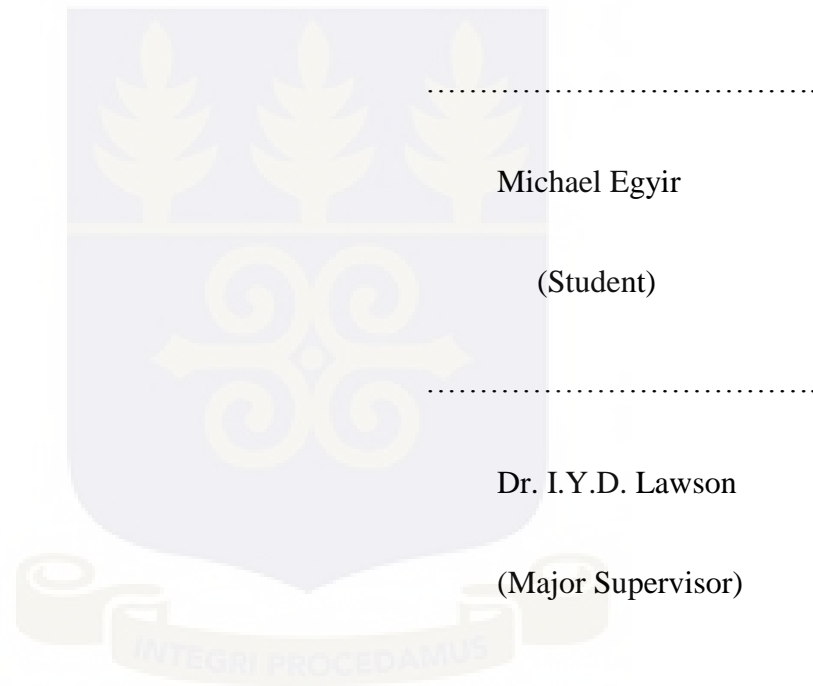 …………………………………
Michael Egyir
(Student)
…………………………………
Dr. I.Y.D. Lawson
(Major Supervisor)
INTEGRI PROCEDAMUS